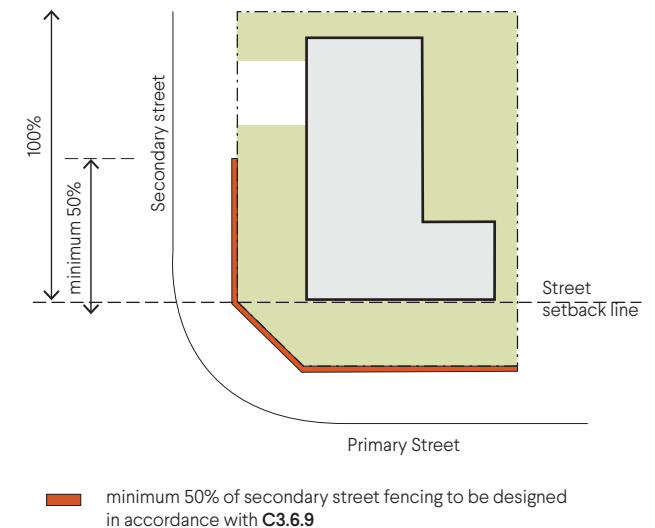 100%
minimum 50%
Secondary street
Street
setback line
Primary Street
minimum 50% of secondary street fencing to be designed
in accordance with C3.6.9